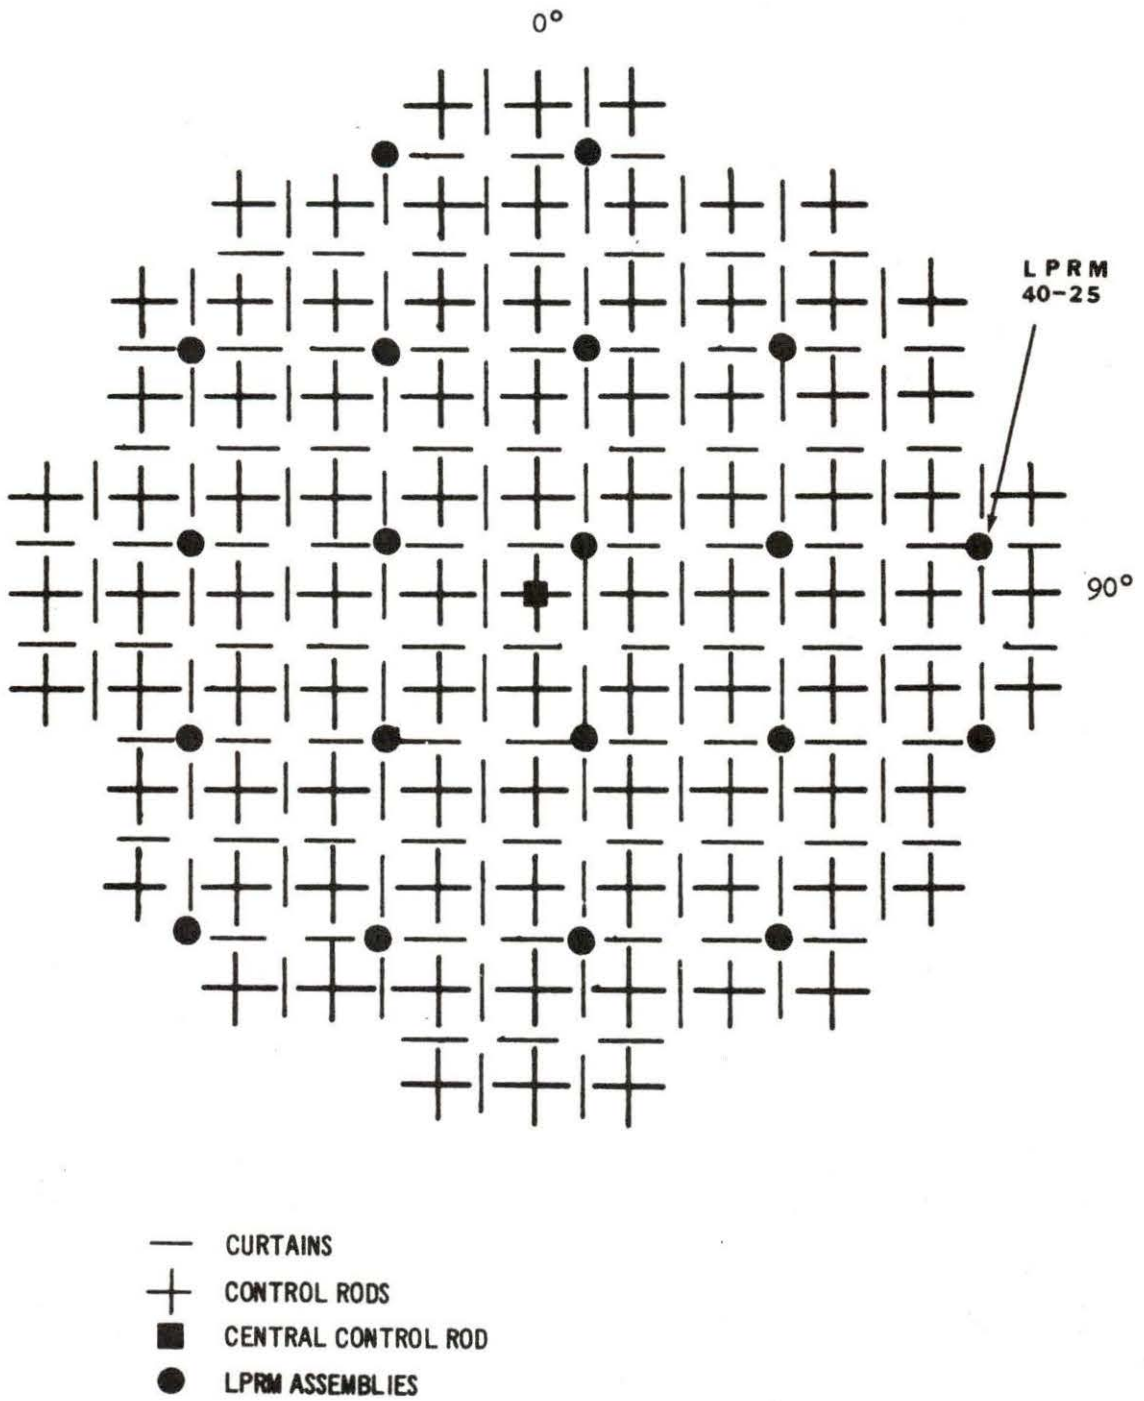 0°
LPRM
40-25
90°
CURTAINS
CONTROL RODS
CENTRAL CONTROL ROD
LPRM ASSEMBLIES